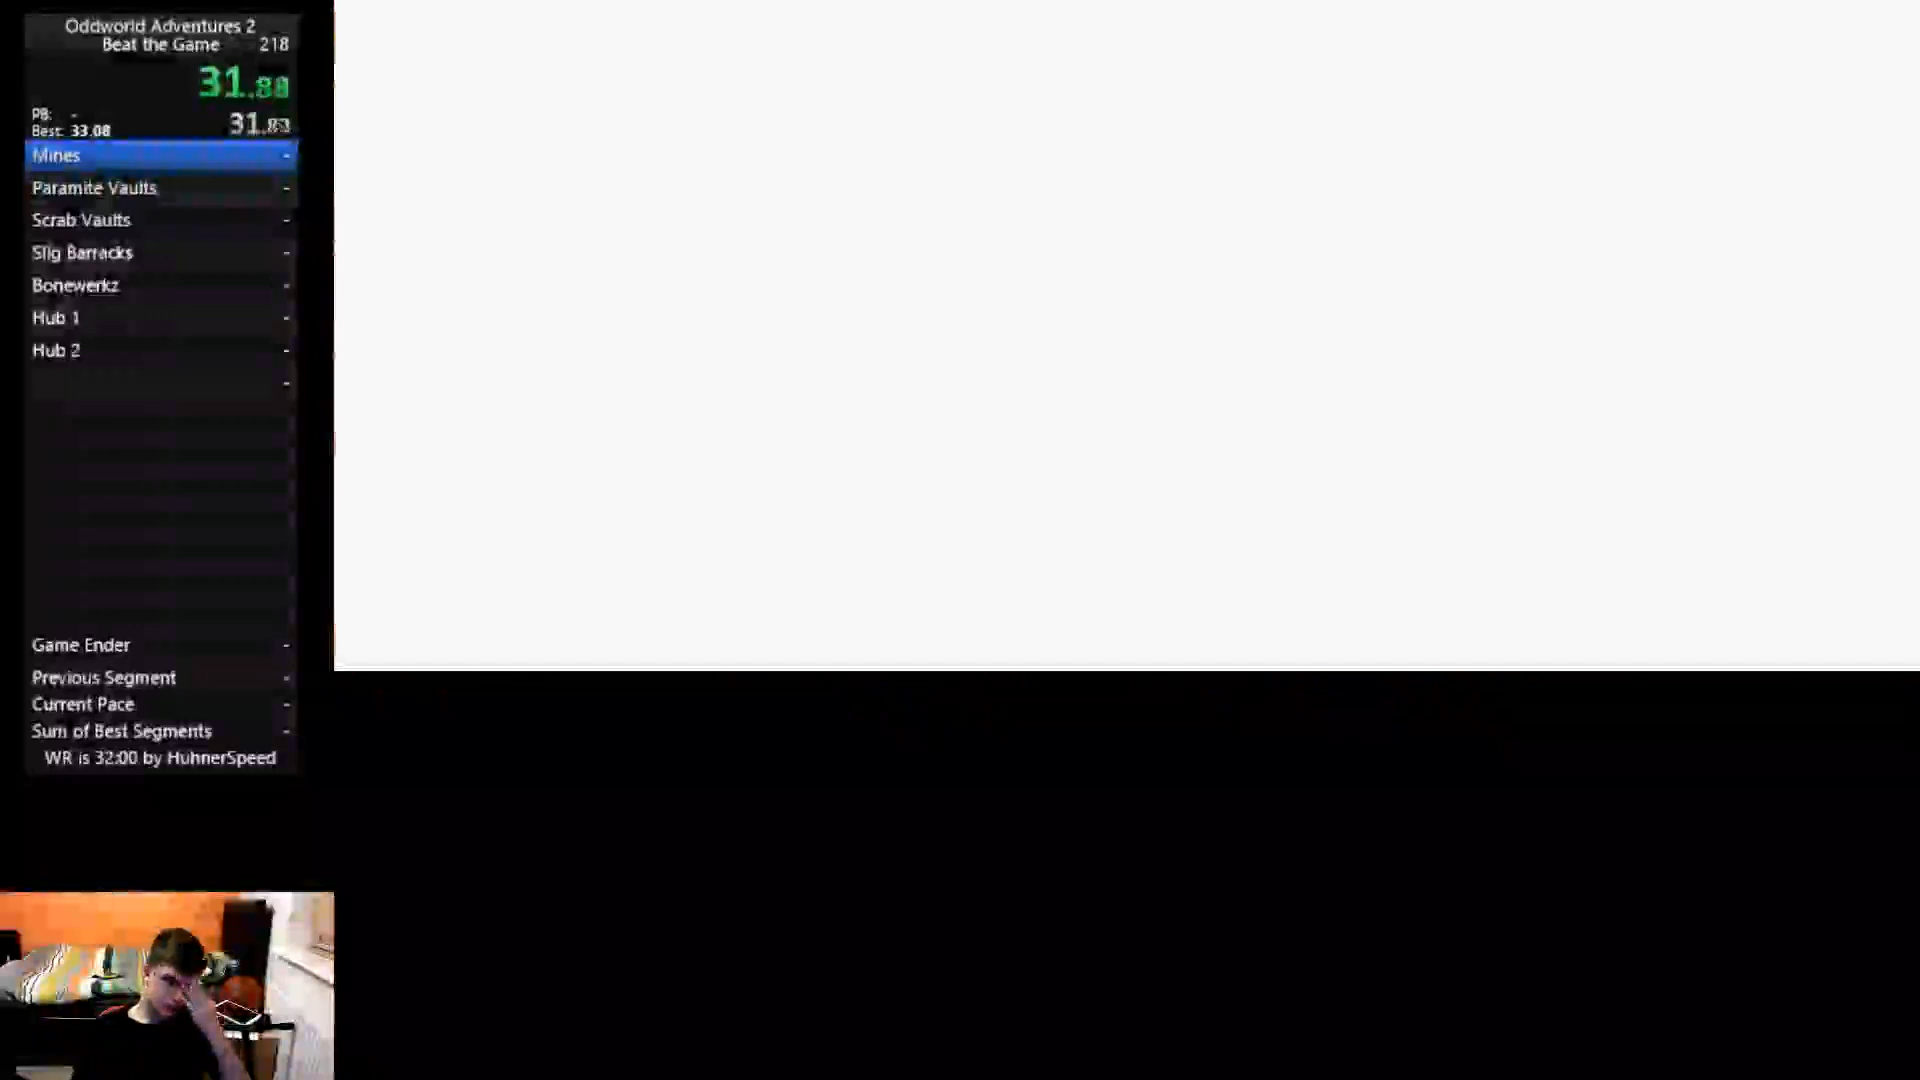 Oddworld Adventures 2
Beat the Game 218
31.88
PB: -
Best: 33.08
31.83
Mines -
Paramite Vaults -
Scrab Vaults -
Slig Barracks -
Bonewerkz -
Hub 1 -
Hub 2 -
-
Game Ender -
Previous Segment -
Current Pace -
Sum of Best Segments -
WR is 32:00 by HuhnerSpeed